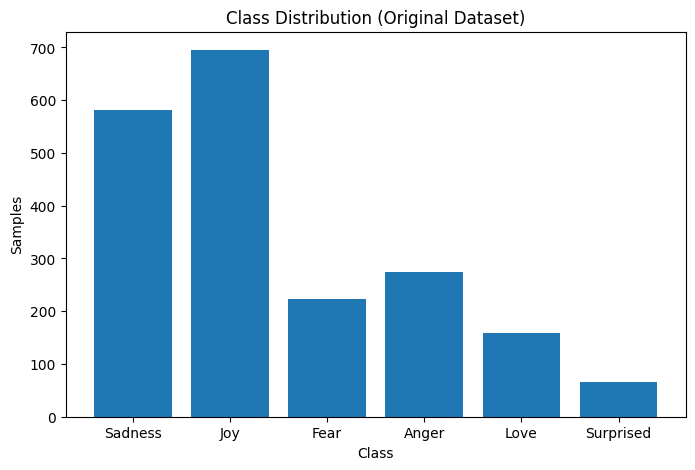 Class Distribution (Original Dataset)
Samples
700
600
500
400
300
200
100
0
Sadness Joy Fear Anger Love Surprised
Class